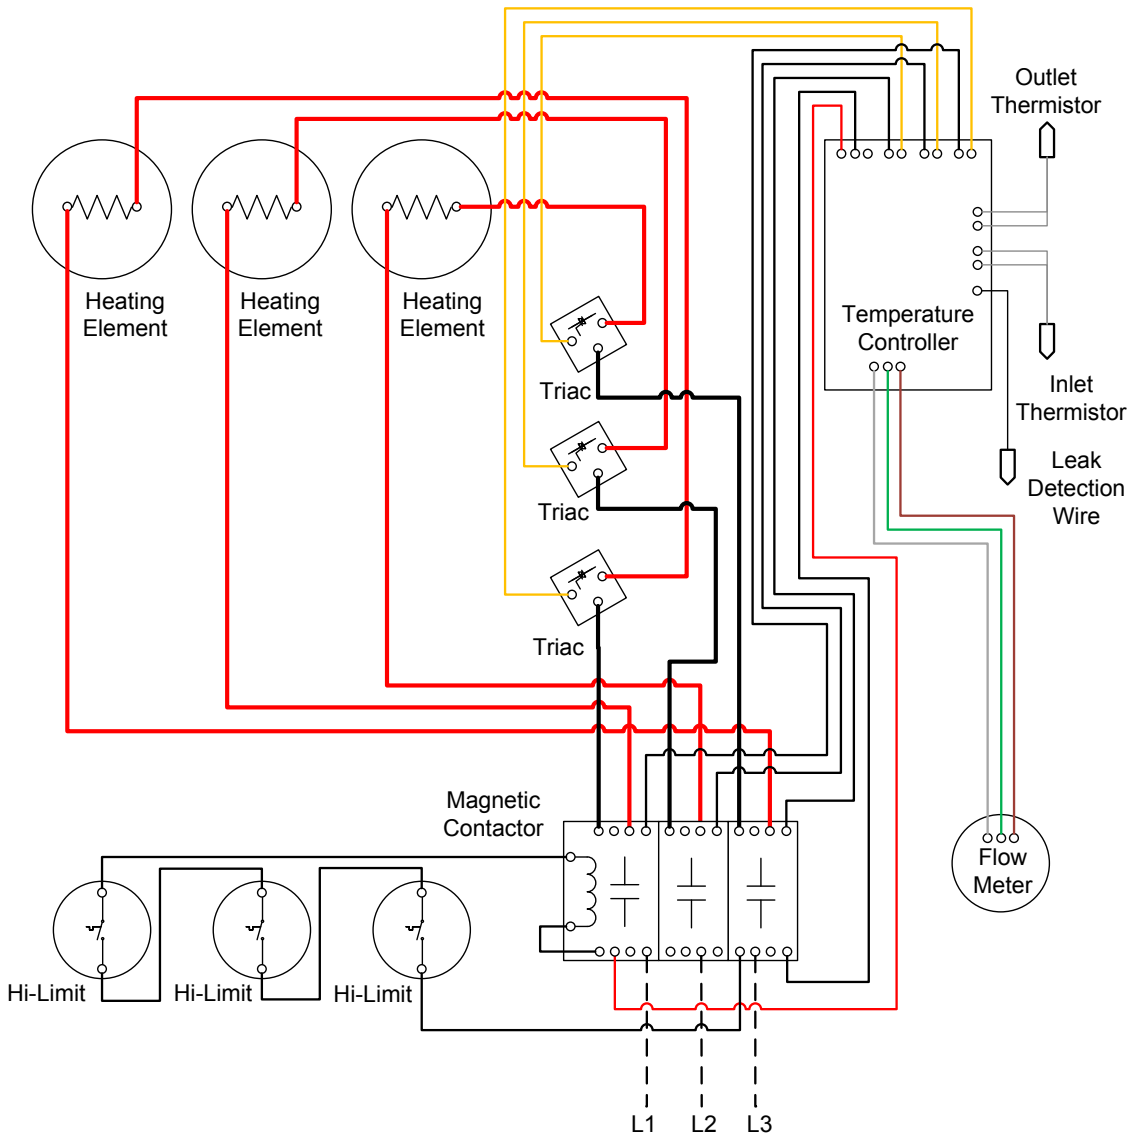 Outlet
Thermistor
Heating
Element
Heating
Element
Heating
Element
Temperature
Controller
Triac
Inlet
Thermistor
Leak
Detection
Wire
Triac
Triac
Magnetic
Contactor
Flow
Meter
Hi-Limit
Hi-Limit
Hi-Limit
L1
L2
L3